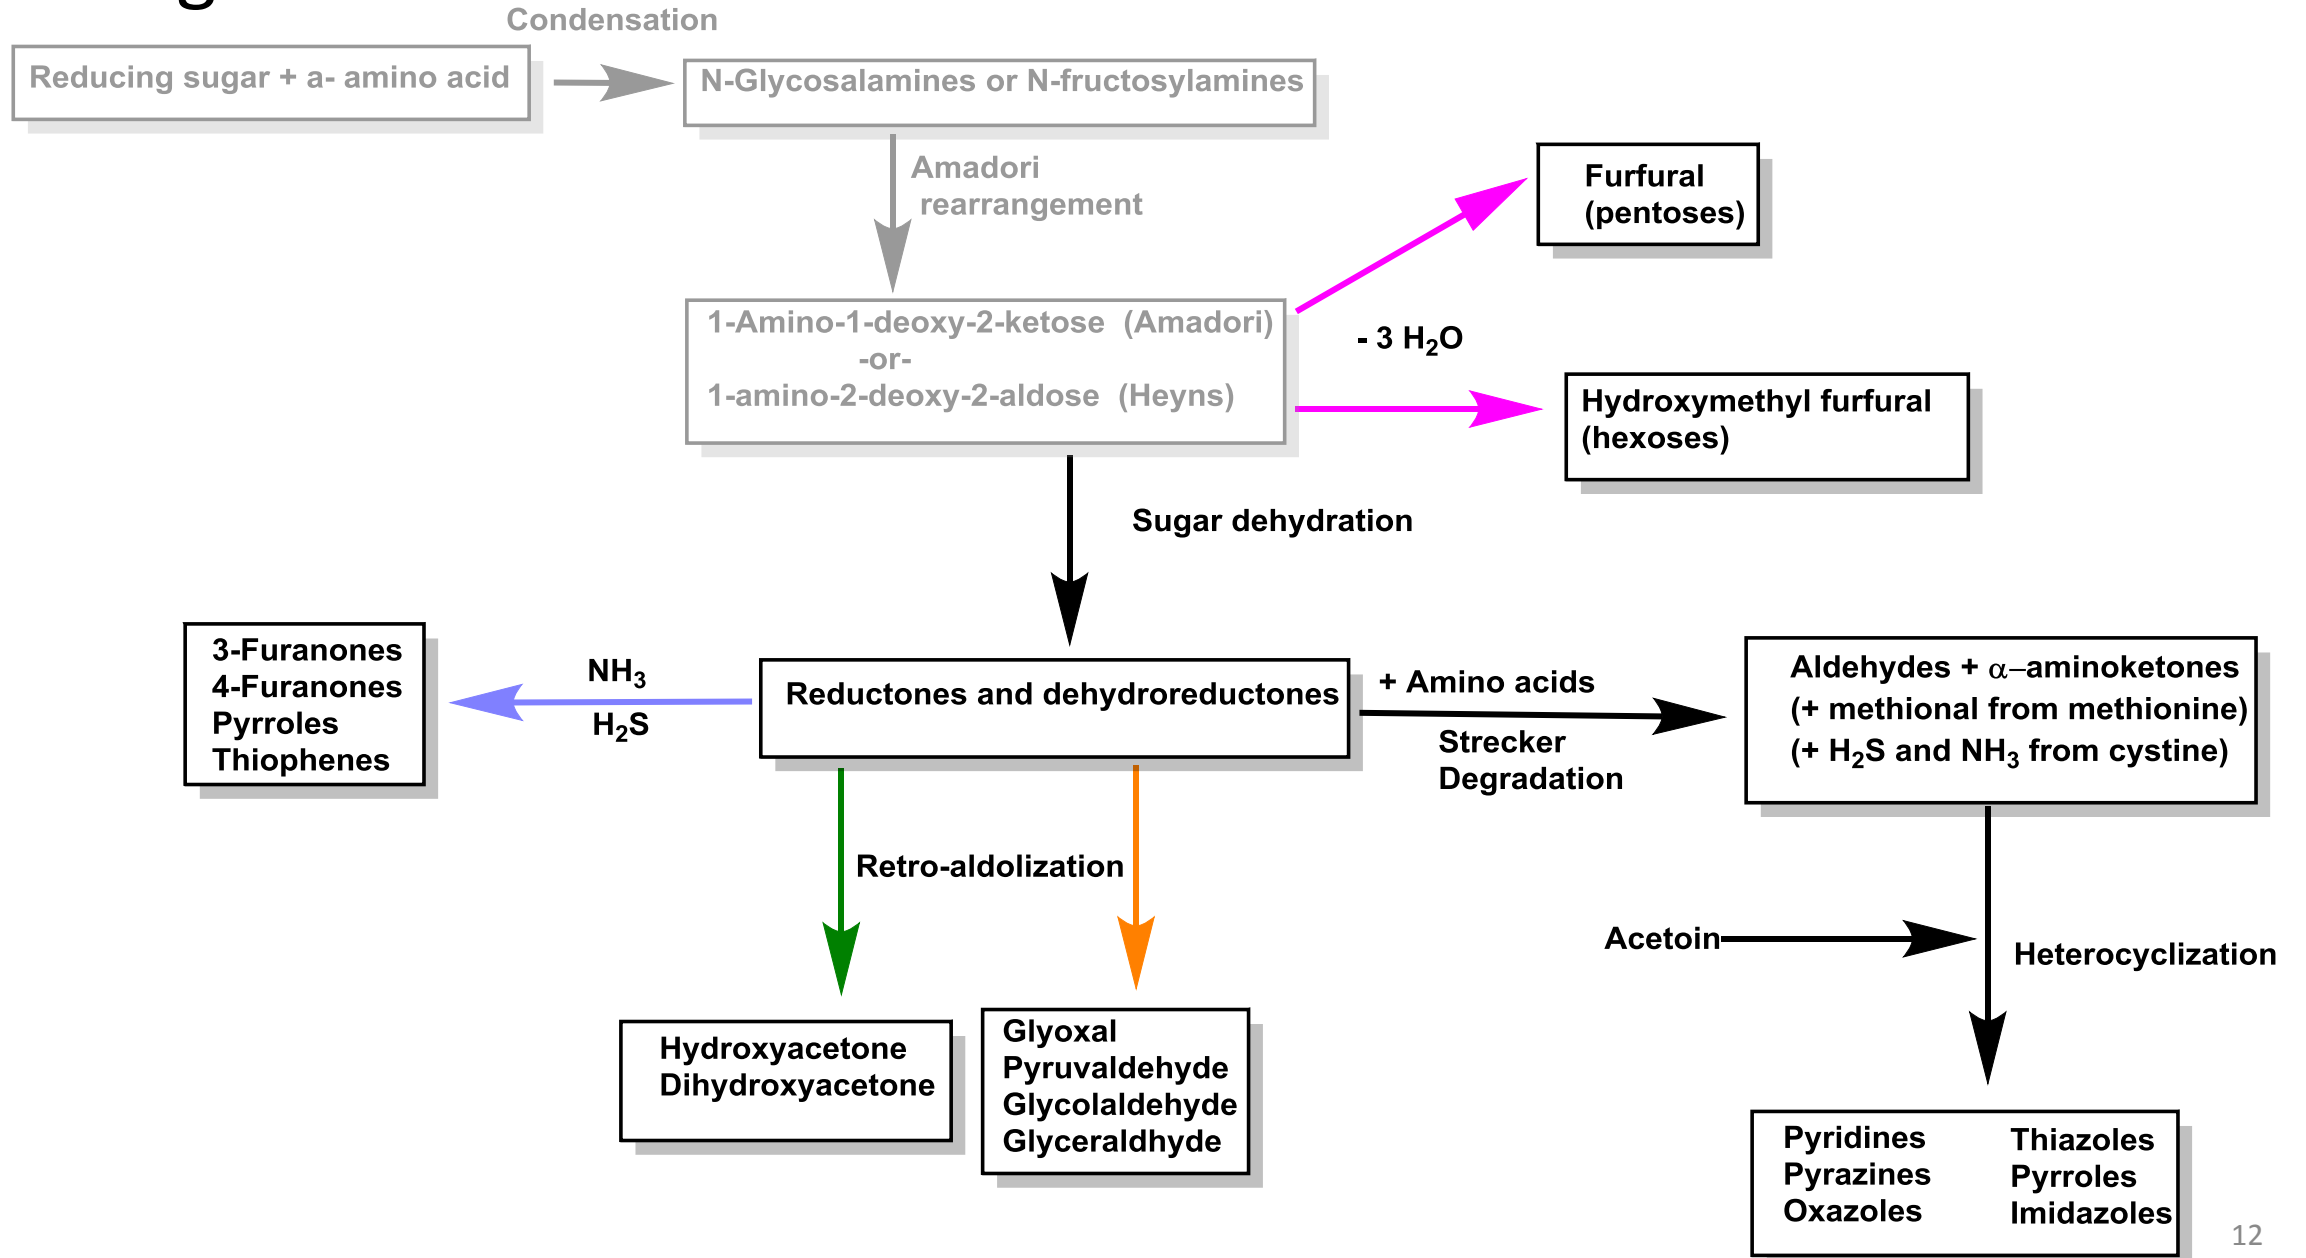 Condensation
Reducing sugar + a- amino acid
N-Glycosalamines or N-fructosylamines
Amadori
rearrangement
Furfural
(pentoses)
1-Amino-1-deoxy-2-ketose (Amadori)
-or-
1-amino-2-deoxy-2-aldose (Heyns)
- 3 H₂O
Hydroxymethyl furfural
(hexoses)
Sugar dehydration
3-Furanones
4-Furanones
Pyrroles
Thiophenes
NH₃
H₂S
Reductones and dehydroreductones
+ Amino acids
Strecker
Degradation
Aldehydes + α–aminoketones
(+ methional from methionine)
(+ H₂S and NH₃ from cystine)
Retro-aldolization
Acetoin
Heterocyclization
Hydroxyacetone
Dihydroxyacetone
Glyoxal
Pyruvaldehyde
Glycolaldehyde
Glyceraldhyde
Pyridines
Pyrazines
Oxazoles
Thiazoles
Pyrroles
Imidazoles
12